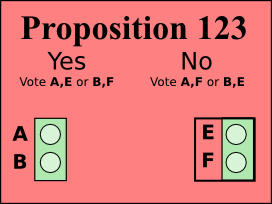 Proposition 123
Yes No
Vote A,E or B,F Vote A,F or B,E
A E
B F